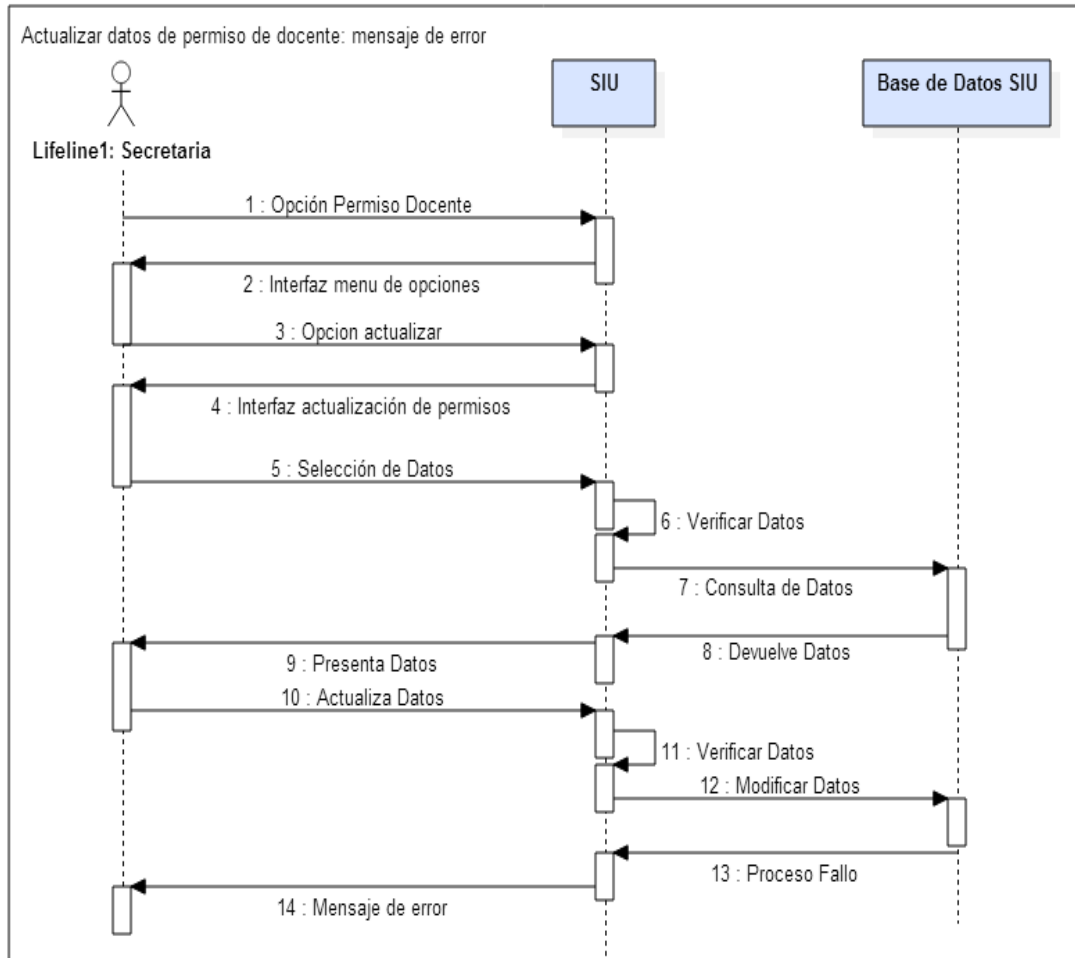 Actualizar datos de permiso de docente: mensaje de error
SIU
Base de Datos SIU
Lifeline1: Secretaria
1 : Opción Permiso Docente
2 : Interfaz menu de opciones
3 : Opcion actualizar
4 : Interfaz actualización de permisos
5 : Selección de Datos
6 : Verificar Datos
7 : Consulta de Datos
8 : Devuelve Datos
9 : Presenta Datos
10 : Actualiza Datos
11 : Verificar Datos
12 : Modificar Datos
13 : Proceso Fallo
14 : Mensaje de error